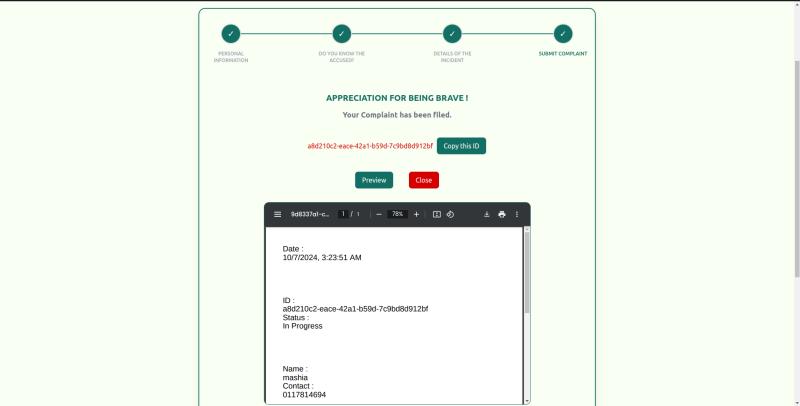 ✓ ✓ ✓ ✓
PERSONAL INFORMATION
DO YOU KNOW THE ACCUSED?
DETAILS OF THE INCIDENT
SUBMIT COMPLAINT
APPRECIATION FOR BEING BRAVE !
Your Complaint has been filed.
a8d210c2-eace-42a1-b59d-7c9bd8d912bf Copy this ID
Preview Close
9d8337a1-c... 1 / 1 − 78% +
Date :
10/7/2024, 3:23:51 AM
ID :
a8d210c2-eace-42a1-b59d-7c9bd8d912bf
Status :
In Progress
Name :
mashia
Contact :
0117814694